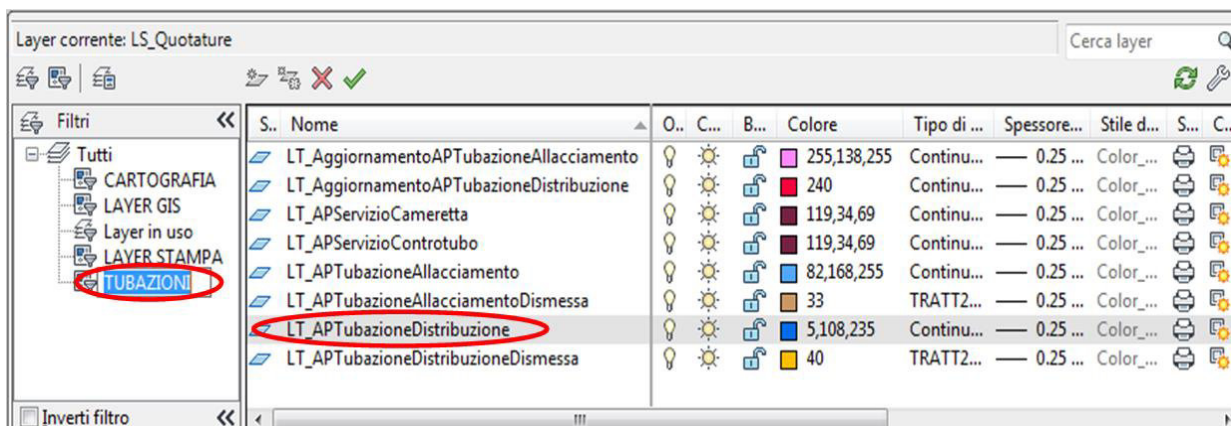 Layer corrente: LS_Quotature
Cerca layer
Filtri
S.. Nome O.. C... B... Colore Tipo di ... Spessore... Stile d... S... C..
Tutti
CARTOGRAFIA
LAYER GIS
Layer in uso
LAYER STAMPA
TUBAZIONI
LT_AggiornamentoAPTubazioneAllacciamento 255,138,255 Continu... 0.25 ... Color_...
LT_AggiornamentoAPTubazioneDistribuzione 240 Continu... 0.25 ... Color_...
LT_APServizioCameretta 119,34,69 Continu... 0.25 ... Color_...
LT_APServizioControtubo 119,34,69 Continu... 0.25 ... Color_...
LT_APTubazioneAllacciamento 82,168,255 Continu... 0.25 ... Color_...
LT_APTubazioneAllacciamentoDismessa 33 TRATT2... 0.25 ... Color_...
LT_APTubazioneDistribuzione 5,108,235 Continu... 0.25 ... Color_...
LT_APTubazioneDistribuzioneDismessa 40 TRATT2... 0.25 ... Color_...
Inverti filtro